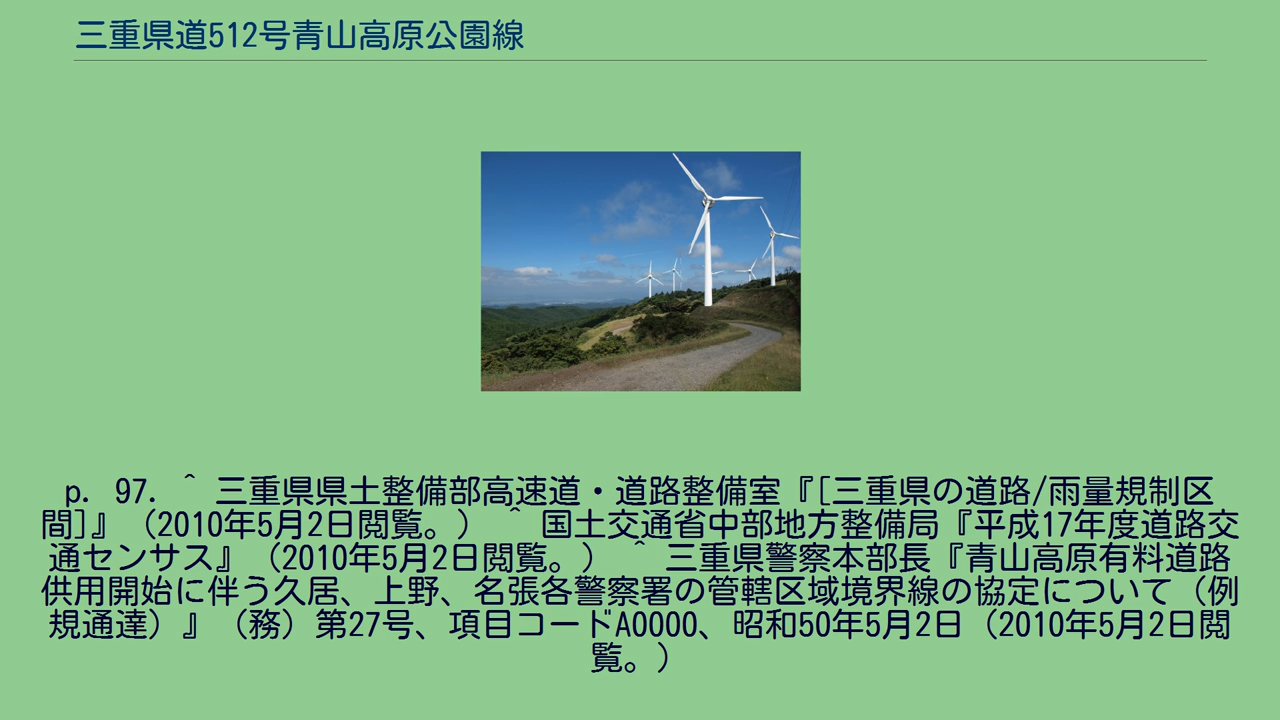 三重県道512号青山高原公園線
p. 97. ^ 三重県県土整備部高速道・道路整備室『[三重県の道路/雨量規制区
間]』（2010年5月2日閲覧。） ^ 国土交通省中部地方整備局『平成17年度道路交
通センサス』（2010年5月2日閲覧。） ^ 三重県警察本部長『青山高原有料道路
供用開始に伴う久居、上野、名張各警察署の管轄区域境界線の協定について（例
規通達）』（務）第27号、項目コードA0000、昭和50年5月2日（2010年5月2日閲
覧。）